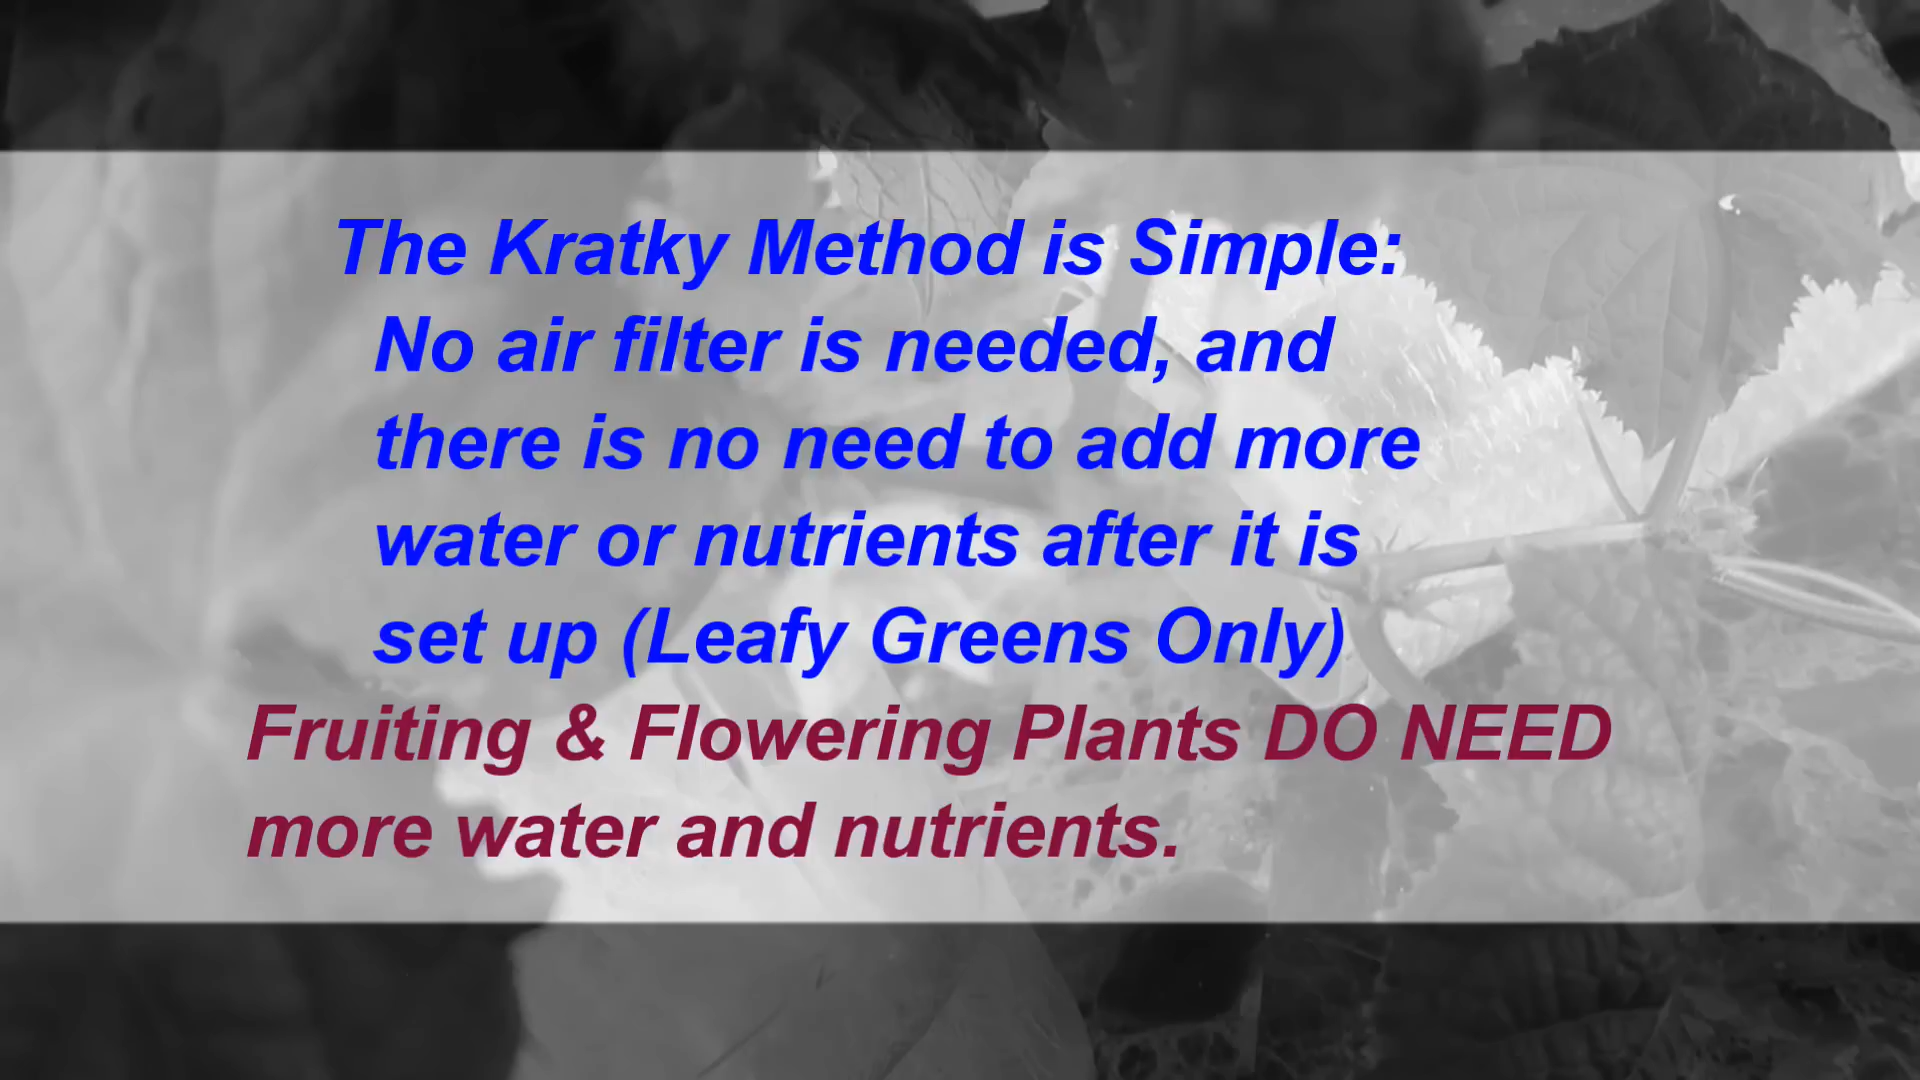 The Kratky Method is Simple:
No air filter is needed, and
there is no need to add more
water or nutrients after it is
set up (Leafy Greens Only)
Fruiting & Flowering Plants DO NEED
more water and nutrients.